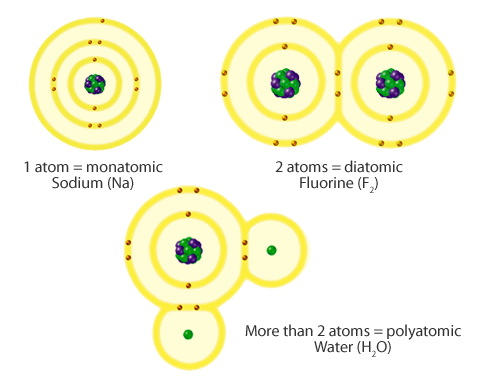 1 atom = monatomic
Sodium (Na)
2 atoms = diatomic
Fluorine (F₂)
More than 2 atoms = polyatomic
Water (H₂O)